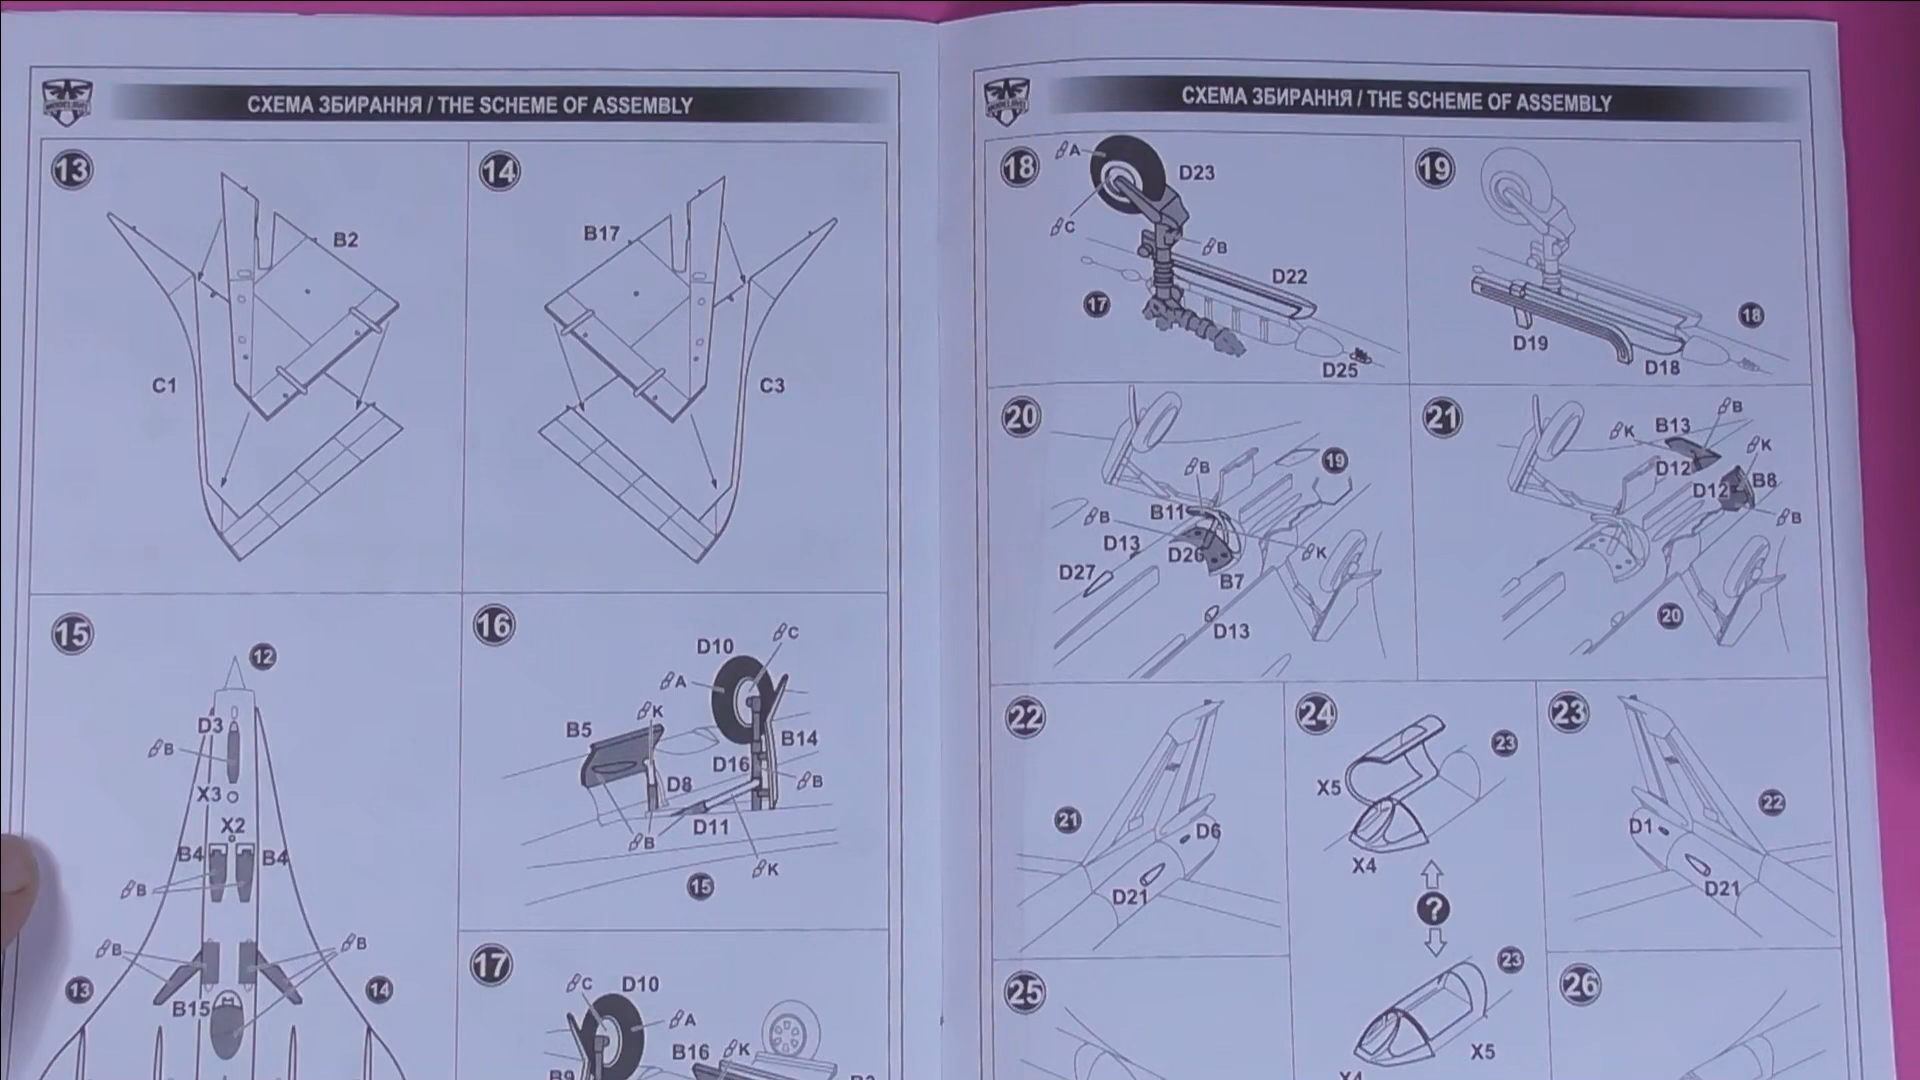 MODELSVIT
СХЕМА ЗБИРАННЯ / THE SCHEME OF ASSEMBLY
13
B2
C1
14
B17
C3
15
12
D3
B
X3
X2
B4
B4
B
B
B
13
B15
14
16
D10
C
A
K
B5
B14
D16
D8
B
D11
B
K
15
17
C
D10
A
B16
K
B9
СХЕМА ЗБИРАННЯ / THE SCHEME OF ASSEMBLY
18
A
D23
C
B
D22
17
D25
19
18
D19
D18
20
B
19
B
B11
D13
D26
K
D27
B7
D13
21
B
K
B13
K
D12
D12
B8
B
20
22
21
D6
D21
24
23
X5
X4
?
23
X5
X4
23
22
D1
D21
25
26